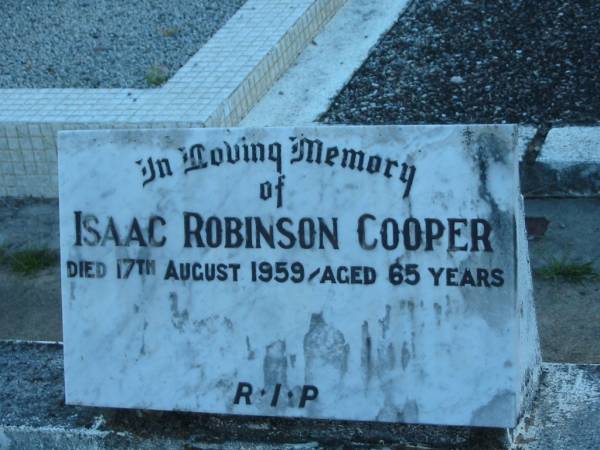 In Loving Memory
of
ISAAC ROBINSON COOPER
DIED 17TH AUGUST 1959 / AGED 65 YEARS
R·I·P